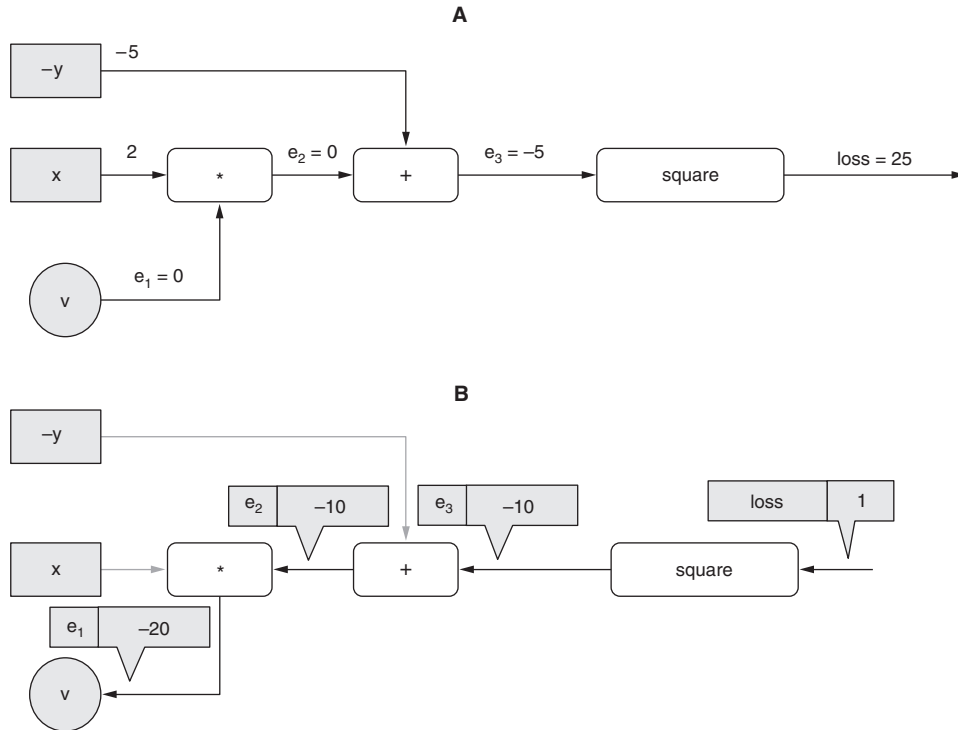 A
–y
–5
x
2
*
e₂ = 0
+
e₃ = –5
square
loss = 25
v
e₁ = 0
B
–y
e₂
–10
e₃
–10
loss
1
x
*
+
square
e₁
–20
v